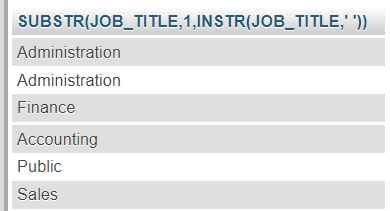 SUBSTR(JOB_TITLE,1,INSTR(JOB_TITLE,' '))
Administration
Administration
Finance
Accounting
Public
Sales